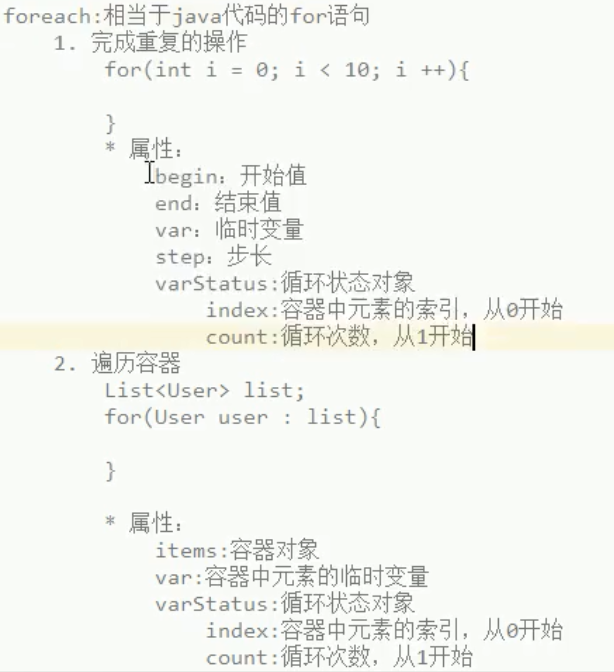 foreach:相当于java代码的for语句
1. 完成重复的操作
for(int i = 0; i < 10; i ++){
}
* 属性：
begin：开始值
end：结束值
var：临时变量
step：步长
varStatus:循环状态对象
index:容器中元素的索引，从0开始
count:循环次数，从1开始
2. 遍历容器
List<User> list;
for(User user : list){
}
* 属性：
items:容器对象
var:容器中元素的临时变量
varStatus:循环状态对象
index:容器中元素的索引，从0开始
count:循环次数，从1开始